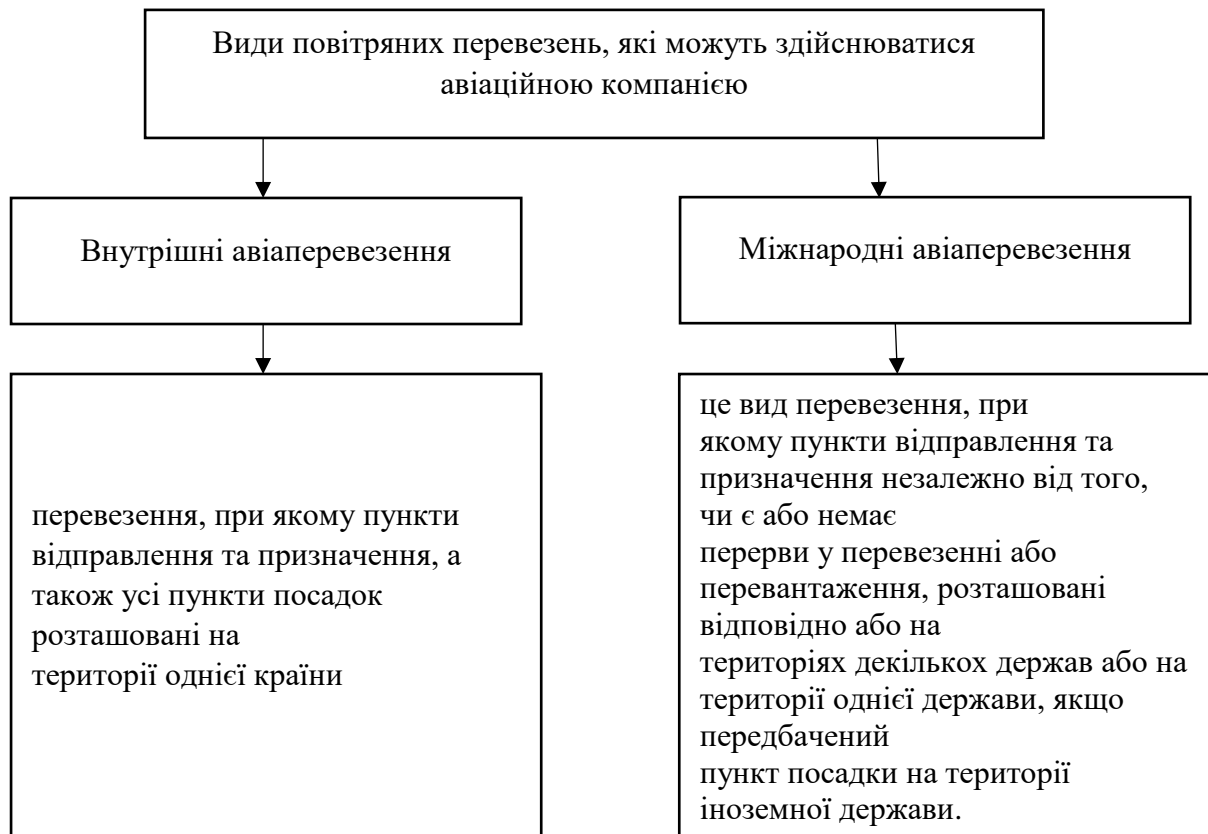 Види повітряних перевезень, які можуть здійснюватися
авіаційною компанією
Внутрішні авіаперевезення
Міжнародні авіаперевезення
перевезення, при якому пункти
відправлення та призначення, а
також усі пункти посадок
розташовані на
території однієї країни
це вид перевезення, при
якому пункти відправлення та
призначення незалежно від того,
чи є або немає
перерви у перевезенні або
перевантаження, розташовані
відповідно або на
територіях декількох держав або на
території однієї держави, якщо
передбачений
пункт посадки на території
іноземної держави.